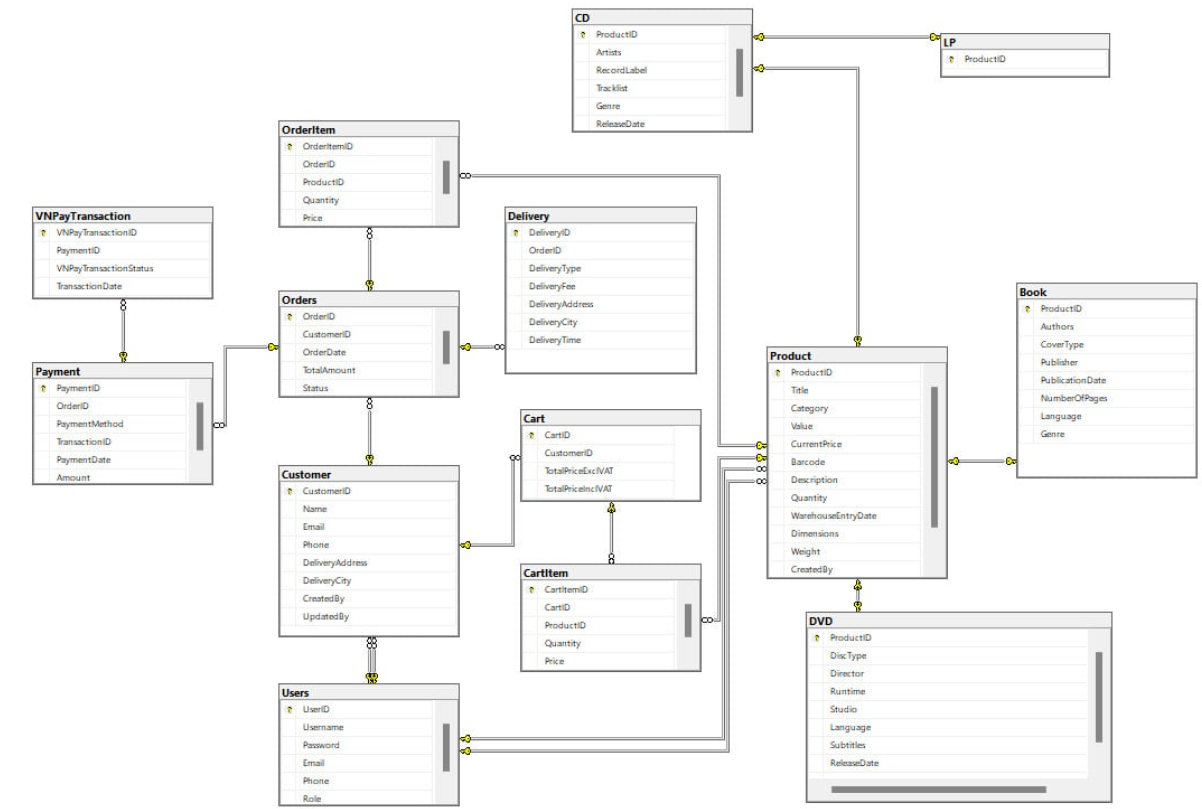 CD
ProductID
Artists
RecordLabel
Tracklist
Genre
ReleaseDate
LP
ProductID
OrderItem
OrderItemID
OrderID
ProductID
Quantity
Price
VNPayTransaction
VNPayTransactionID
PaymentID
VNPayTransactionStatus
TransactionDate
Delivery
DeliveryID
OrderID
DeliveryType
DeliveryFee
DeliveryAddress
DeliveryCity
DeliveryTime
Orders
OrderID
CustomerID
OrderDate
TotalAmount
Status
Book
ProductID
Authors
CoverType
Publisher
PublicationDate
NumberOfPages
Language
Genre
Payment
PaymentID
OrderID
PaymentMethod
TransactionID
PaymentDate
Amount
Product
ProductID
Title
Category
Value
CurrentPrice
Barcode
Description
Quantity
WarehouseEntryDate
Dimensions
Weight
CreatedBy
Cart
CartID
CustomerID
TotalPriceExclVAT
TotalPriceInclVAT
Customer
CustomerID
Name
Email
Phone
DeliveryAddress
DeliveryCity
CreatedBy
UpdatedBy
CartItem
CartItemID
CartID
ProductID
Quantity
Price
DVD
ProductID
DiscType
Director
Runtime
Studio
Language
Subtitles
ReleaseDate
Users
UserID
Username
Password
Email
Phone
Role